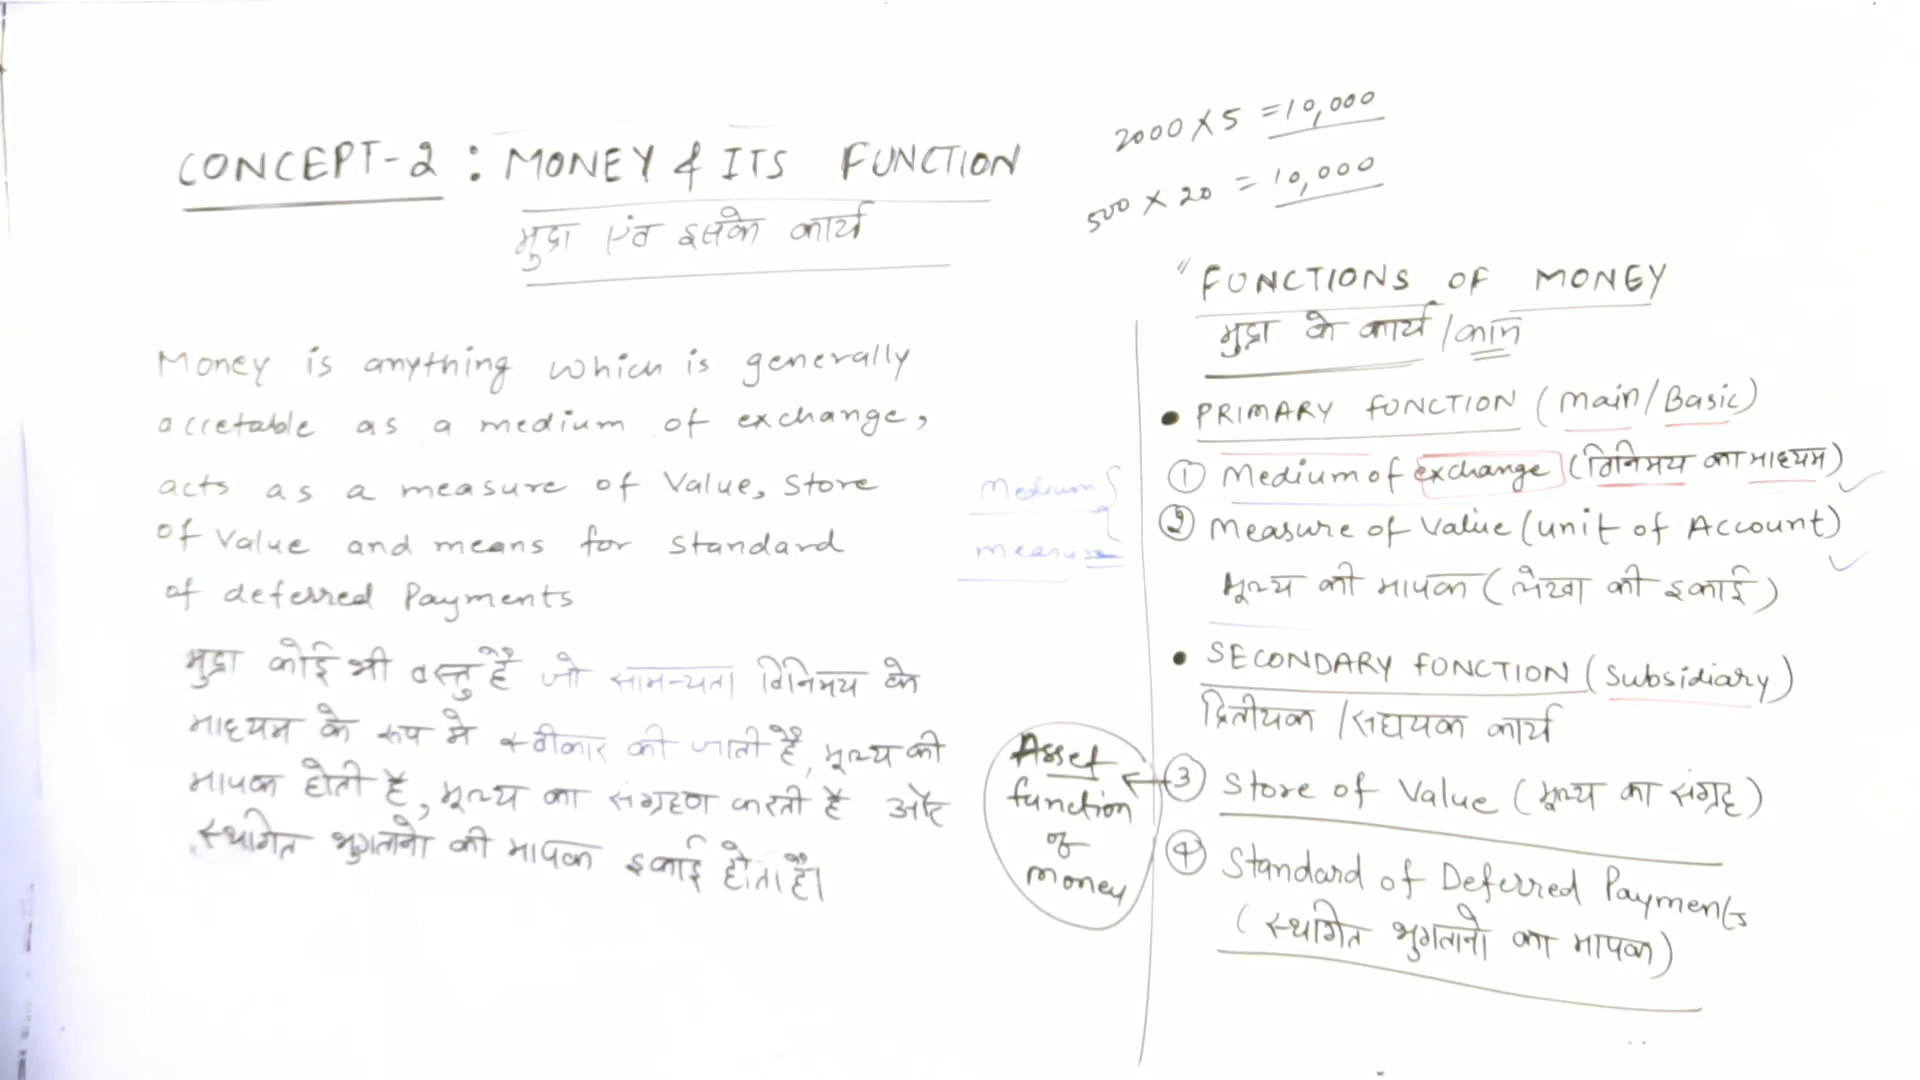 CONCEPT-2 : MONEY & ITS FUNCTION
मुद्रा एंव इसके कार्य
Money is anything which is generally
accetable as a medium of exchange,
acts as a measure of value, store
of value and means for standard
of deferred payments
मुद्रा कोई भी वस्तु है जो सामन्यता विनिमय के
माध्यम के रूप मे स्वीकार की जाती है, मूल्य की
मापक होती है, मूल्य का संग्रहण करती है और
स्थगित भुगतानो की मापक इकाई होता है।
2000 X 5 = 10,000
500 X 20 = 10,000
"FUNCTIONS OF MONEY
मुद्रा के कार्य / काम
• PRIMARY FUNCTION (Main/Basic)
① Medium of exchange (विनिमय का माध्यम)
② Measure of Value (unit of Account)
मूल्य की मापक (लेखा की इकाई)
Medium
measure
• SECONDARY FUNCTION (Subsidiary)
द्वितीयक / सहायक कार्य
③ Store of Value (मूल्य का संग्रह)
④ Standard of Deferred Payments
(स्थगित भुगतानो का मापक)
Asset
function
of
money